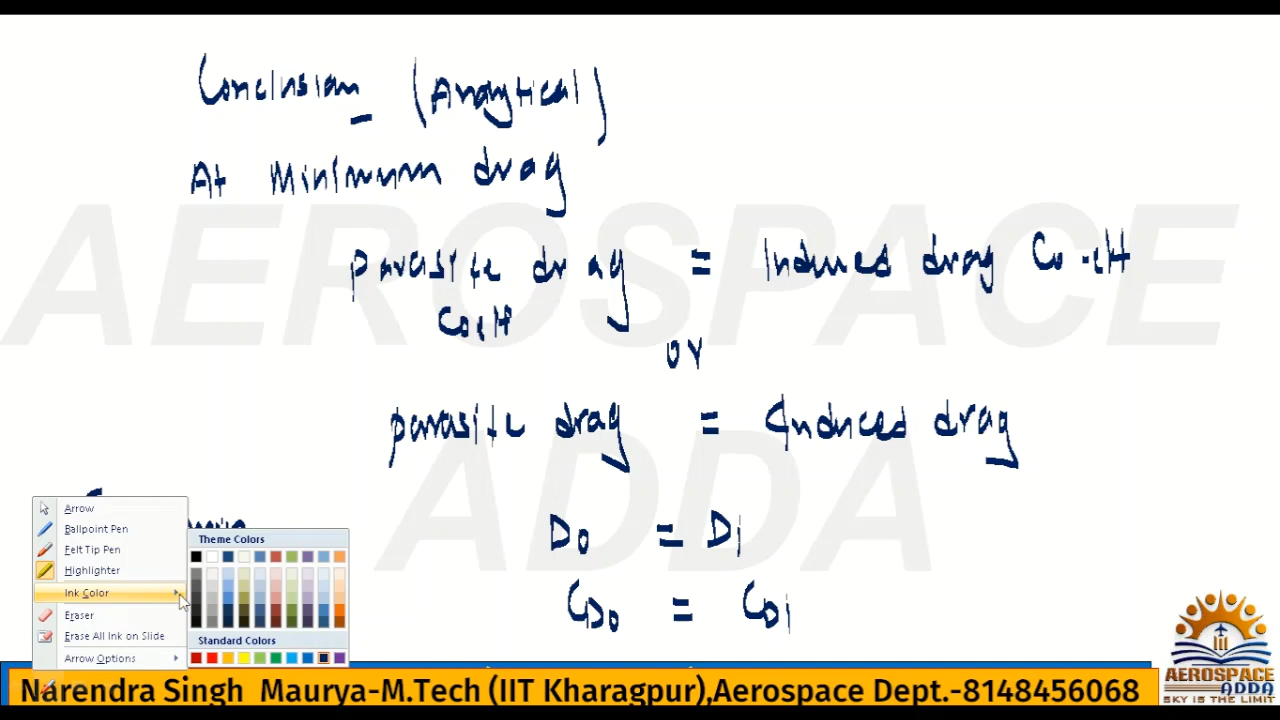 Conclusion (Analytical)
At Minimum drag
parasite drag = Induced drag Co-eff
Coeff
or
parasite drag = Induced drag
D0 = Di
CD0 = CDi
Arrow
Ballpoint Pen
Felt Tip Pen
Highlighter
Ink Color
Eraser
Erase All Ink on Slide
Arrow Options
Theme Colors
Standard Colors
AEROSPACE
ADDA
Narendra Singh Maurya-M.Tech (IIT Kharagpur),Aerospace Dept.-8148456068
AEROSPACE
ADDA
SKY IS THE LIMIT